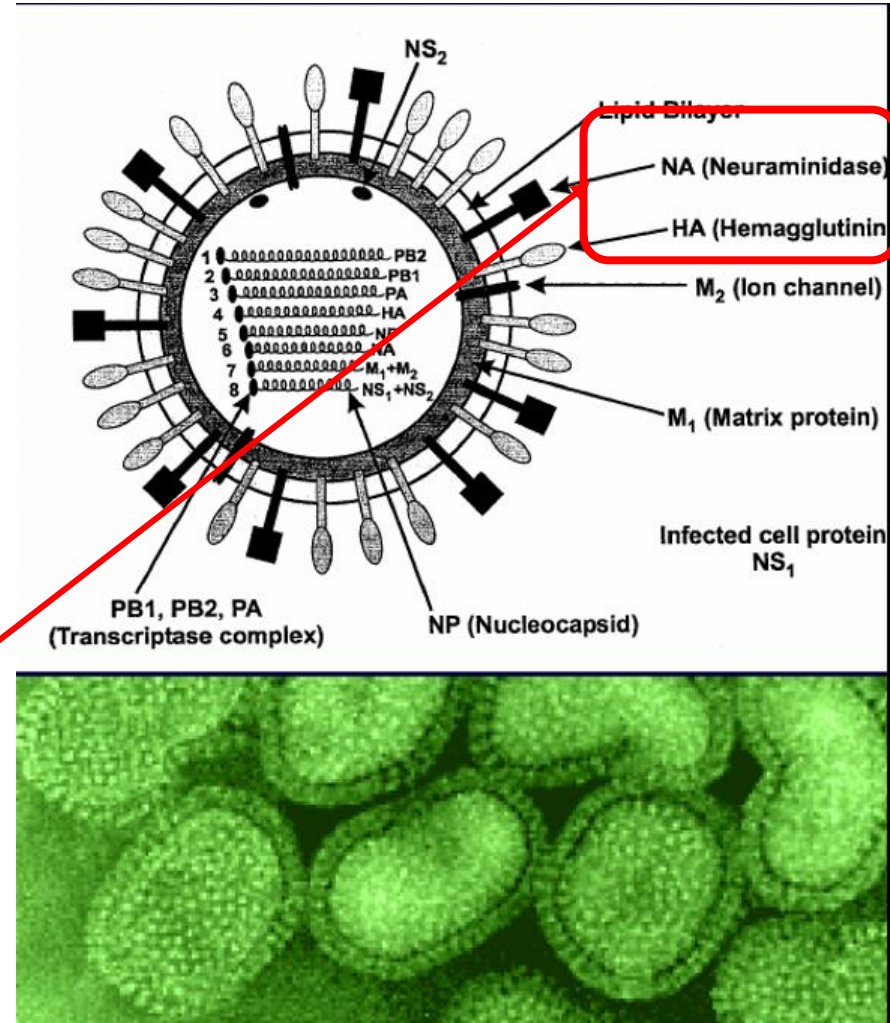 NS2
Lipid Bilayer
NA (Neuraminidase)
HA (Hemagglutinin
M2 (Ion channel)
1 PB2
2 PB1
3 PA
4 HA
5 NP
6 NA
7 M1+M2
8 NS1+NS2
M1 (Matrix protein)
Infected cell protein
NS1
PB1, PB2, PA
(Transcriptase complex)
NP (Nucleocapsid)